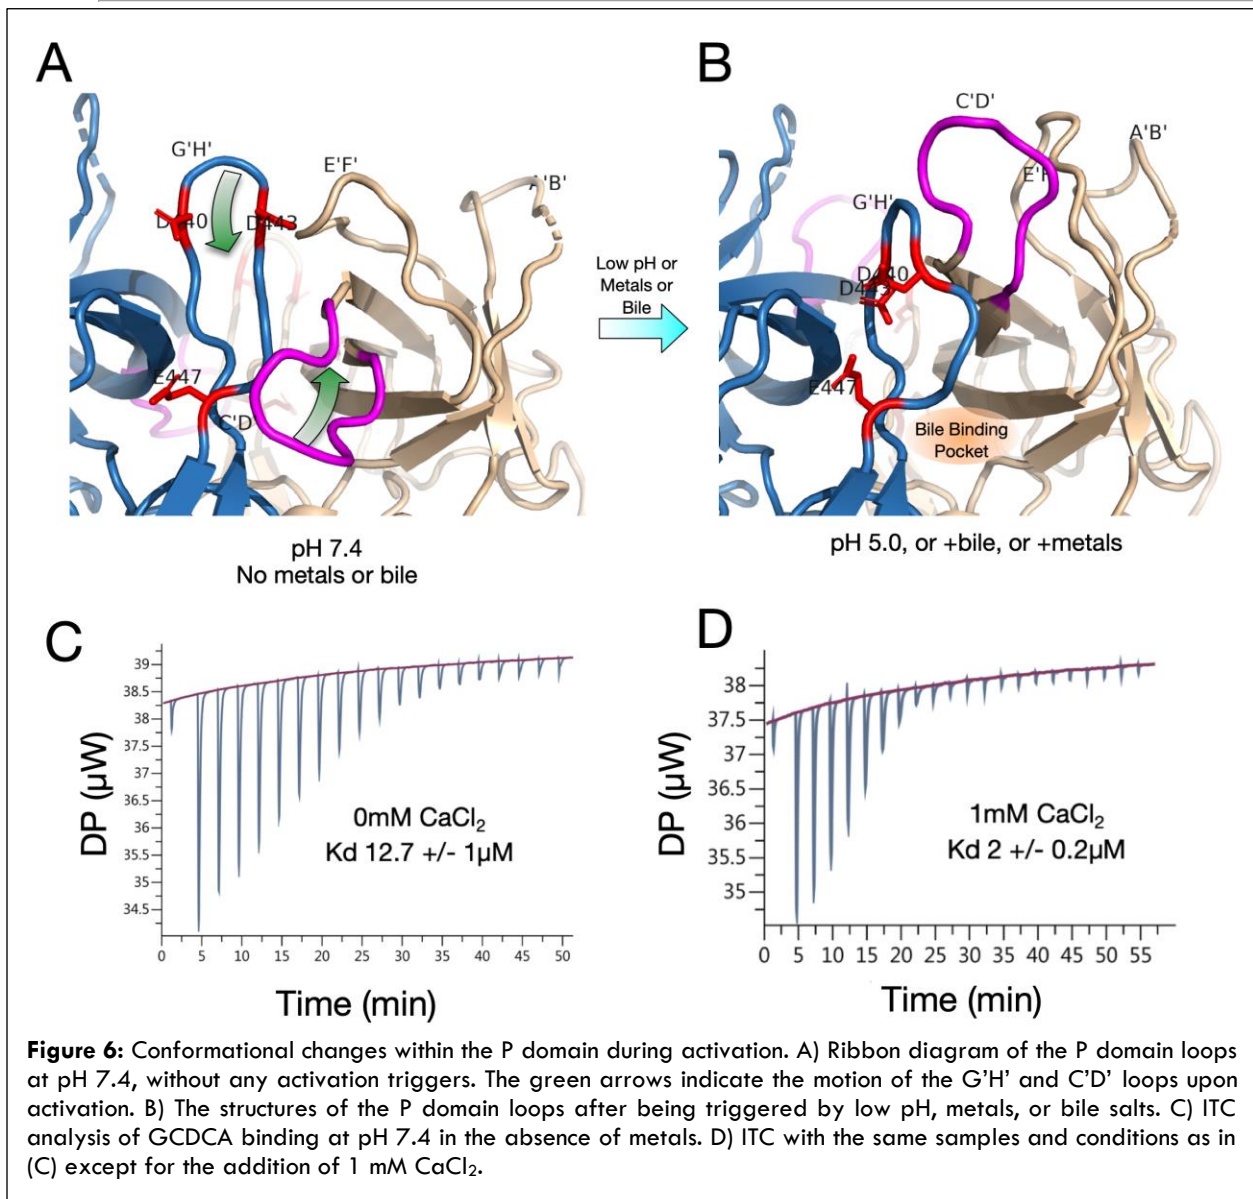 A
B
G'H'
E'F'
A'B'
D440
D443
E447
C'D'
Low pH or
Metals or
Bile
C'D'
A'B'
E'F'
G'H'
D440
D443
E447
Bile Binding
Pocket
pH 7.4
No metals or bile
pH 5.0, or +bile, or +metals
C
DP (µW)
39
38.5
38
37.5
37
36.5
36
35.5
35
34.5
0mM CaCl₂
Kd 12.7 +/- 1µM
0 5 10 15 20 25 30 35 40 45 50
Time (min)
D
DP (µW)
38
37.5
37
36.5
36
35.5
35
1mM CaCl₂
Kd 2 +/- 0.2µM
0 5 10 15 20 25 30 35 40 45 50 55
Time (min)
Figure 6: Conformational changes within the P domain during activation. A) Ribbon diagram of the P domain loops
at pH 7.4, without any activation triggers. The green arrows indicate the motion of the G'H' and C'D' loops upon
activation. B) The structures of the P domain loops after being triggered by low pH, metals, or bile salts. C) ITC
analysis of GCDCA binding at pH 7.4 in the absence of metals. D) ITC with the same samples and conditions as in
(C) except for the addition of 1 mM CaCl₂.